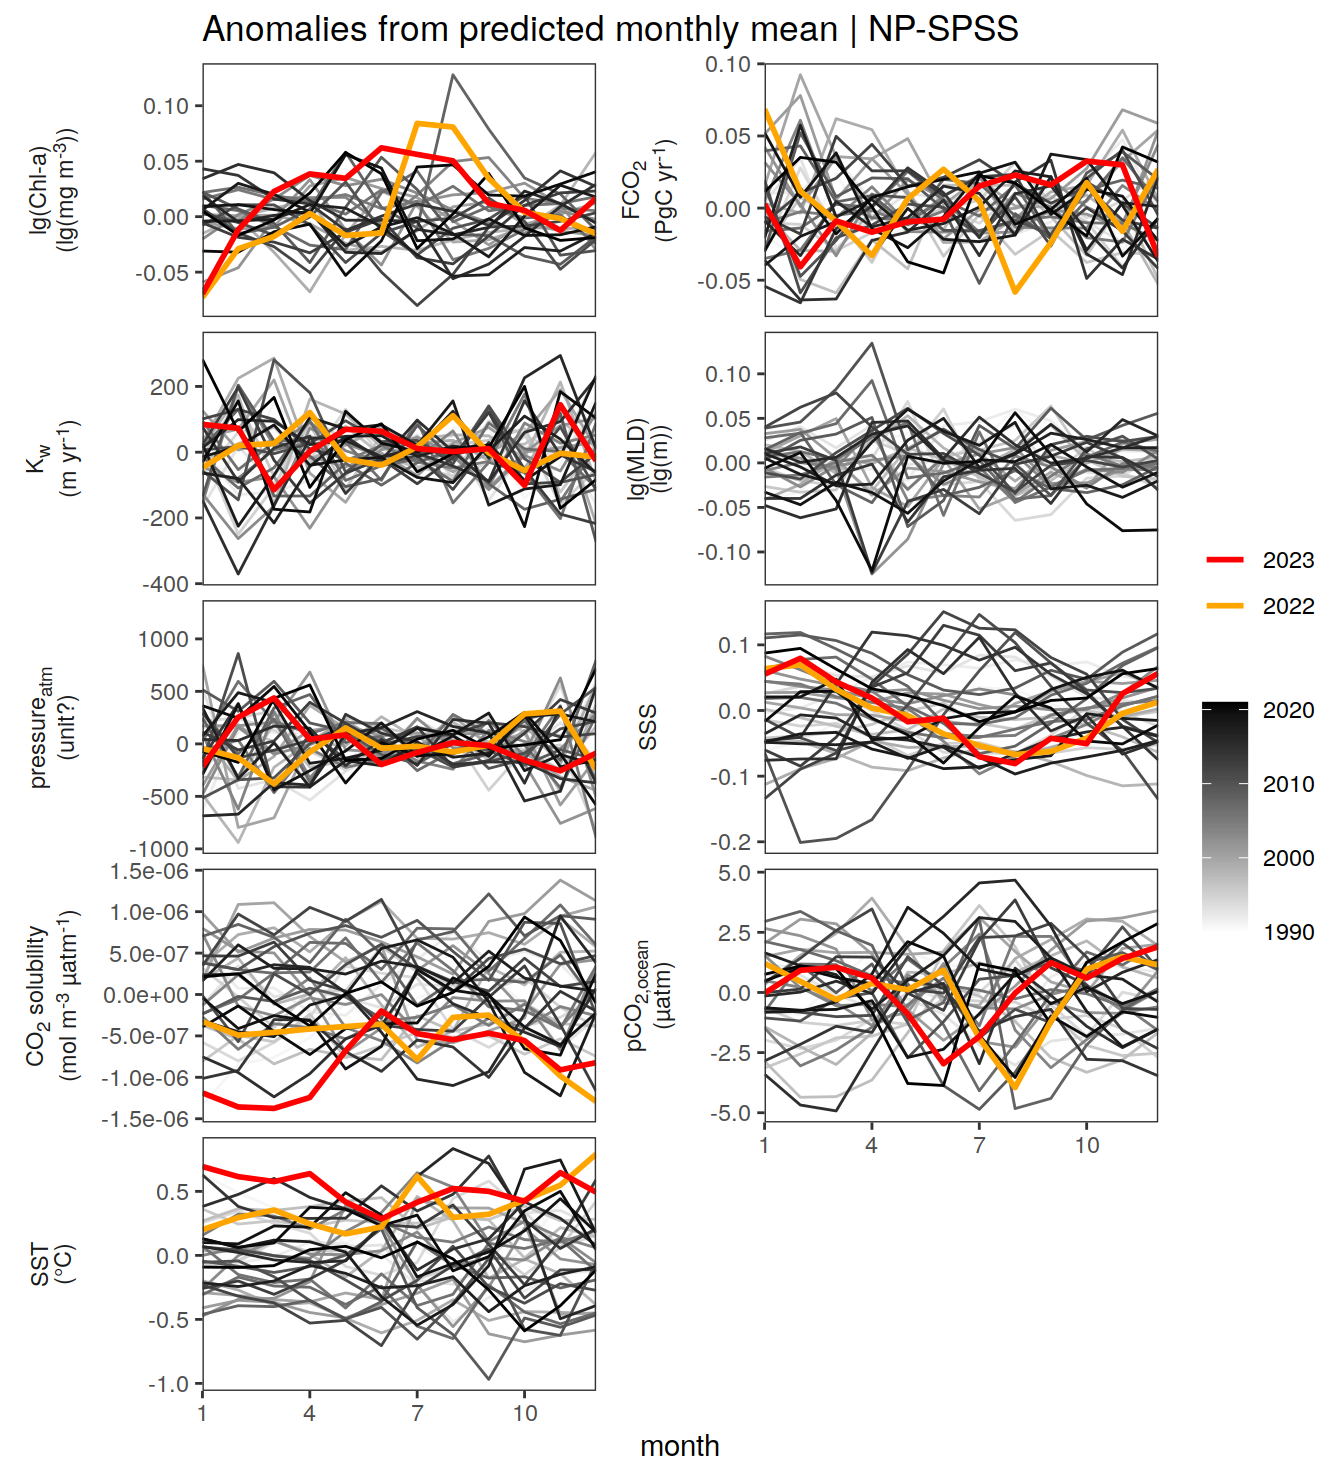 Anomalies from predicted monthly mean | NP-SPSS
lg(Chl-a)
(lg(mg m⁻³))
0.10
0.05
0.00
-0.05
FCO₂
(PgC yr⁻¹)
0.10
0.05
0.00
-0.05
K_w
(m yr⁻¹)
200
0
-200
-400
lg(MLD)
(lg(m))
0.10
0.05
0.00
-0.05
-0.10
pressure_atm
(unit?)
1000
500
0
-500
-1000
SSS
0.1
0.0
-0.1
-0.2
CO₂ solubility
(mol m⁻³ µatm⁻¹)
1.5e-06
1.0e-06
5.0e-07
0.0e+00
-5.0e-07
-1.0e-06
-1.5e-06
pCO₂,ocean
(µatm)
5.0
2.5
0.0
-2.5
-5.0
1 4 7 10
SST
(°C)
0.5
0.0
-0.5
-1.0
1 4 7 10
month
2023
2022
2020
2010
2000
1990